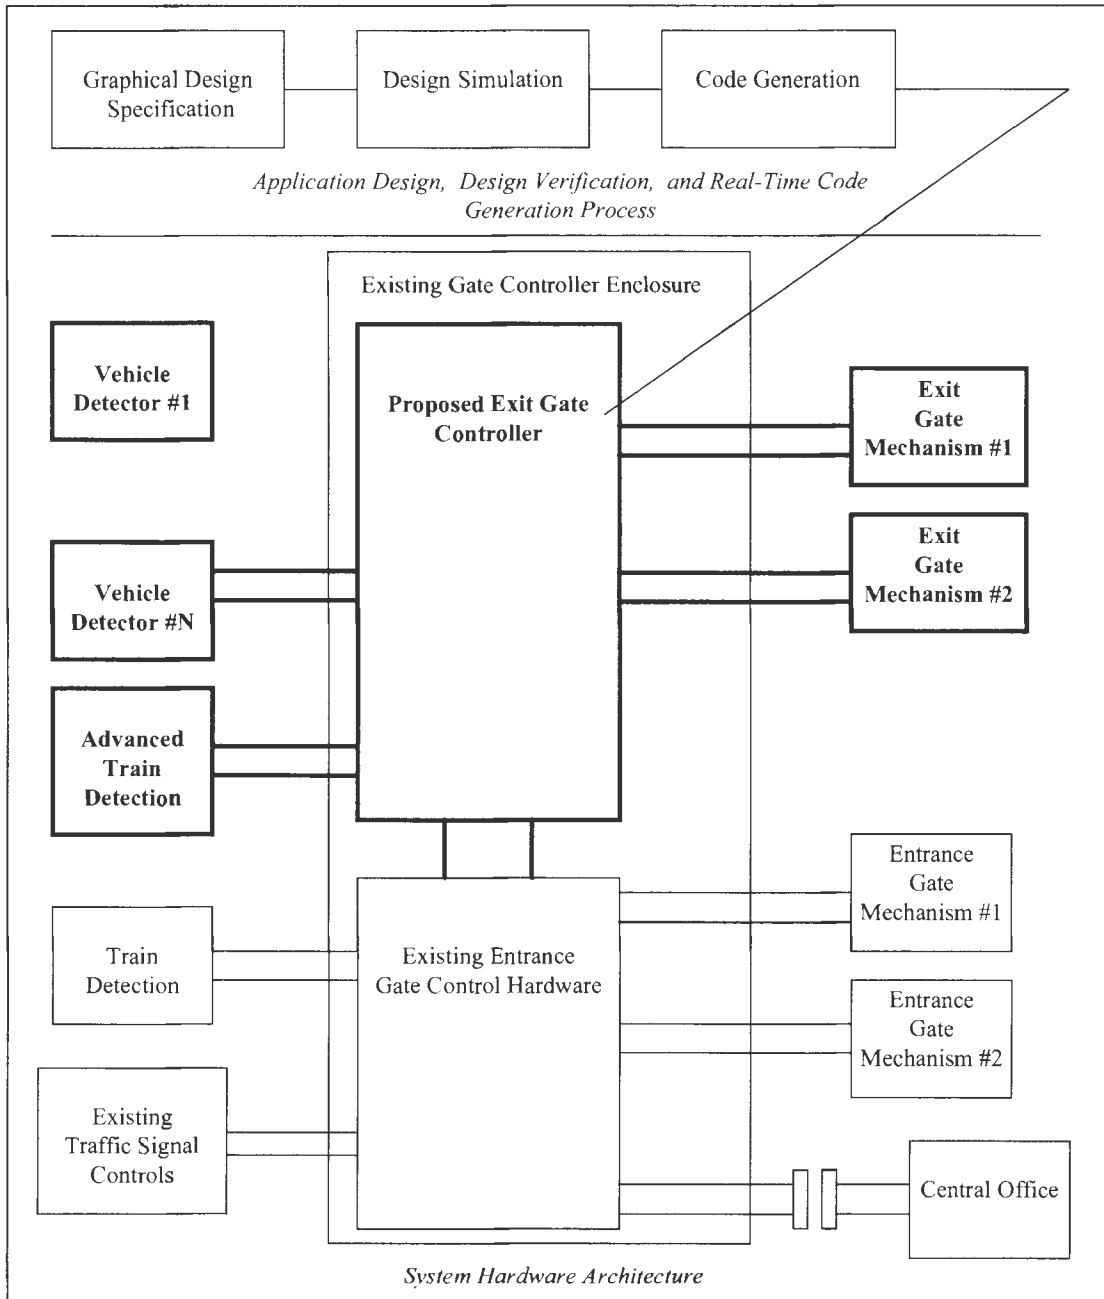 Graphical Design
Specification
Design Simulation
Code Generation
Application Design, Design Verification, and Real-Time Code
Generation Process
Existing Gate Controller Enclosure
Vehicle
Detector #1
Proposed Exit Gate
Controller
Exit
Gate
Mechanism #1
Exit
Gate
Mechanism #2
Vehicle
Detector #N
Advanced
Train
Detection
Entrance
Gate
Mechanism #1
Train
Detection
Existing Entrance
Gate Control Hardware
Entrance
Gate
Mechanism #2
Existing
Traffic Signal
Controls
Central Office
System Hardware Architecture